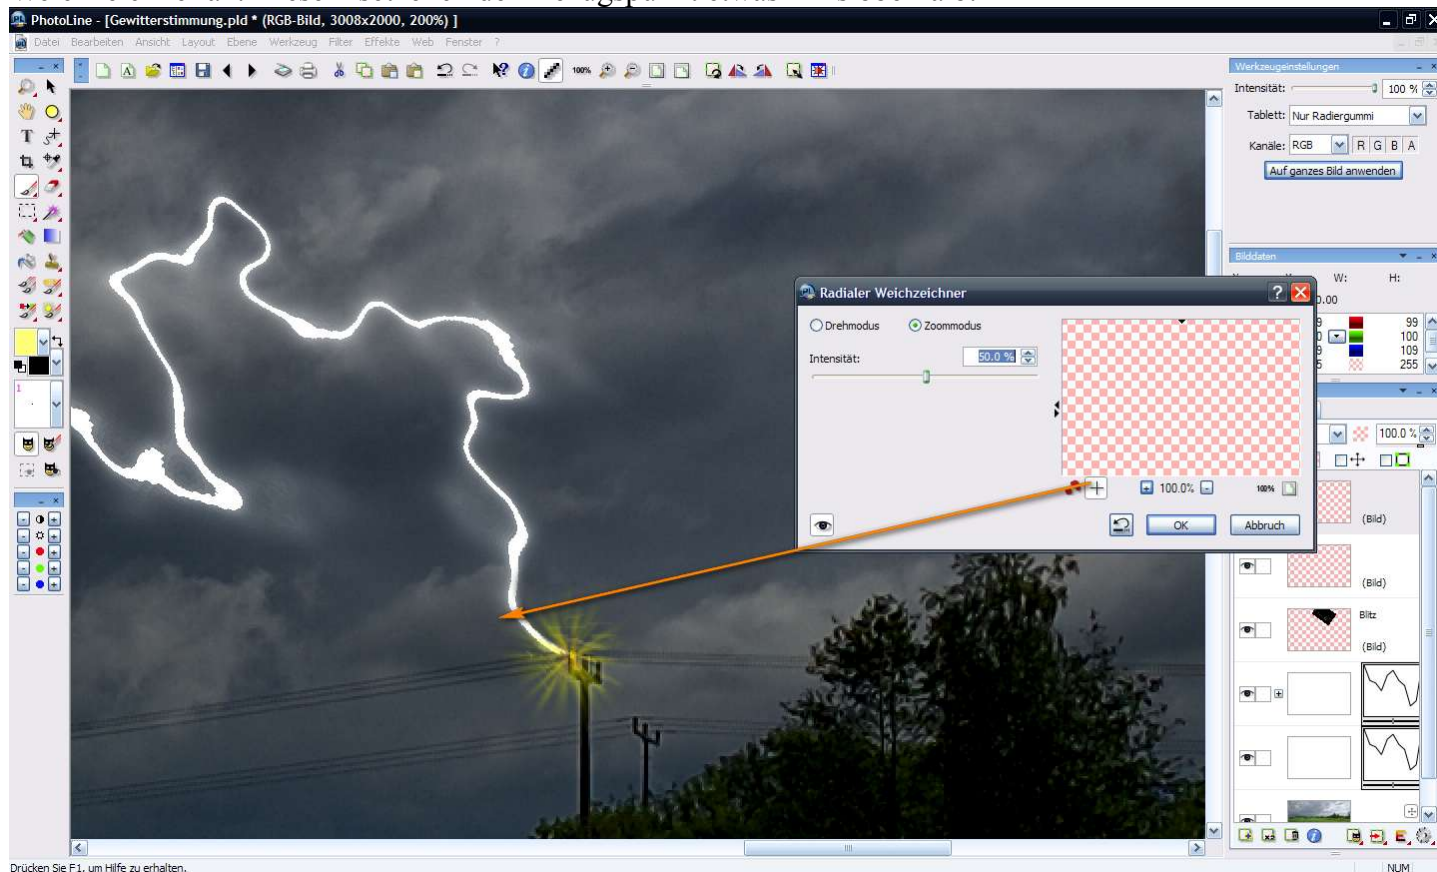 PhotoLine - [Gewitterstimmung.pld * (RGB-Bild, 3008x2000, 200%) ]
Datei Bearbeiten Ansicht Layout Ebene Werkzeug Filter Effekte Web Fenster ?
100%
Werkzeugeinstellungen
Intensität: 100 %
Tablett: Nur Radiergummi
Kanäle: RGB R G B A
Auf ganzes Bild anwenden
Bilddaten
W: H:
99
100
109
255
100.0 %
Radialer Weichzeichner
Drehmodus Zoommodus
Intensität: 50.0 %
100.0% 100%
OK Abbruch
1
(Bild)
(Bild)
Blitz
(Bild)
Drücken Sie F1, um Hilfe zu erhalten. NUM